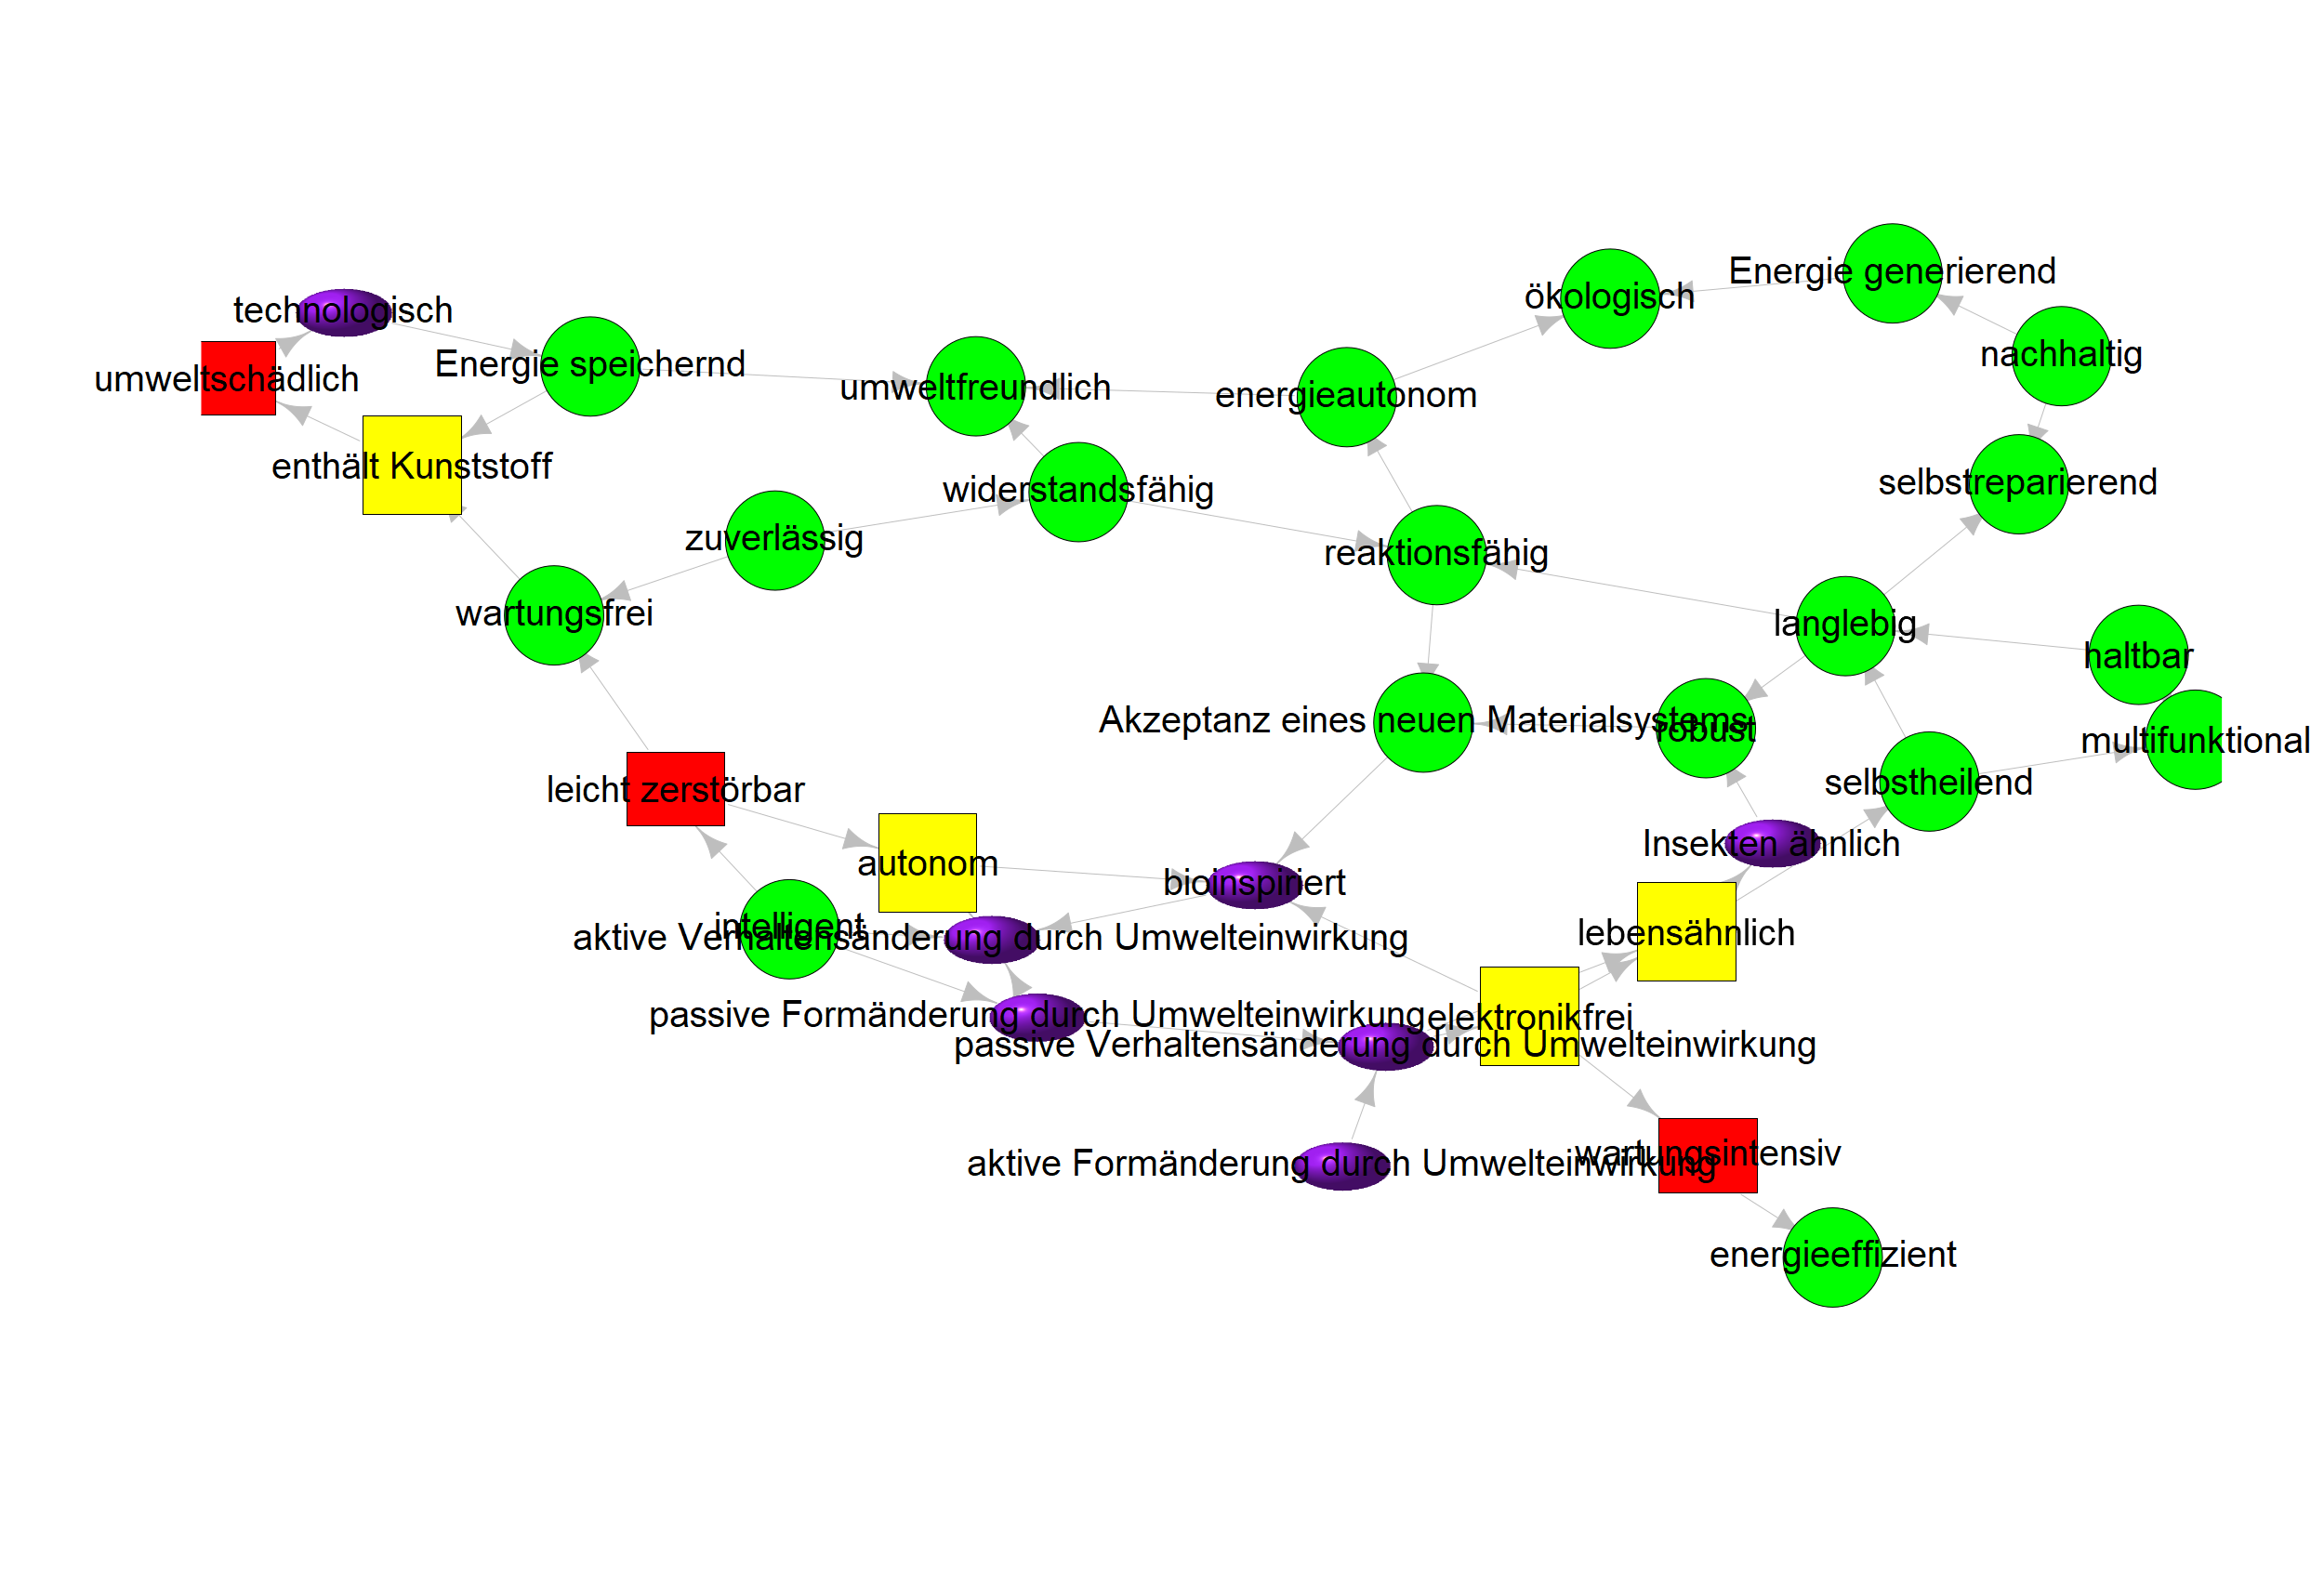 Energie generierend
ökologisch
technologisch
nachhaltig
Energie speichernd
umweltschädlich
umweltfreundlich
energieautonom
enthält Kunststoff
selbstreparierend
widerstandsfähig
zuverlässig
reaktionsfähig
wartungsfrei
langlebig
haltbar
Akzeptanz eines neuen Materialsystems
robust
multifunktional
selbstheilend
leicht zerstörbar
Insekten ähnlich
autonom
bioinspiriert
intelligent
lebensähnlich
aktive Verhaltensänderung durch Umwelteinwirkung
passive Formänderung durch Umwelteinwirkung
elektronikfrei
passive Verhaltensänderung durch Umwelteinwirkung
wartungsintensiv
aktive Formänderung durch Umwelteinwirkung
energieeffizient